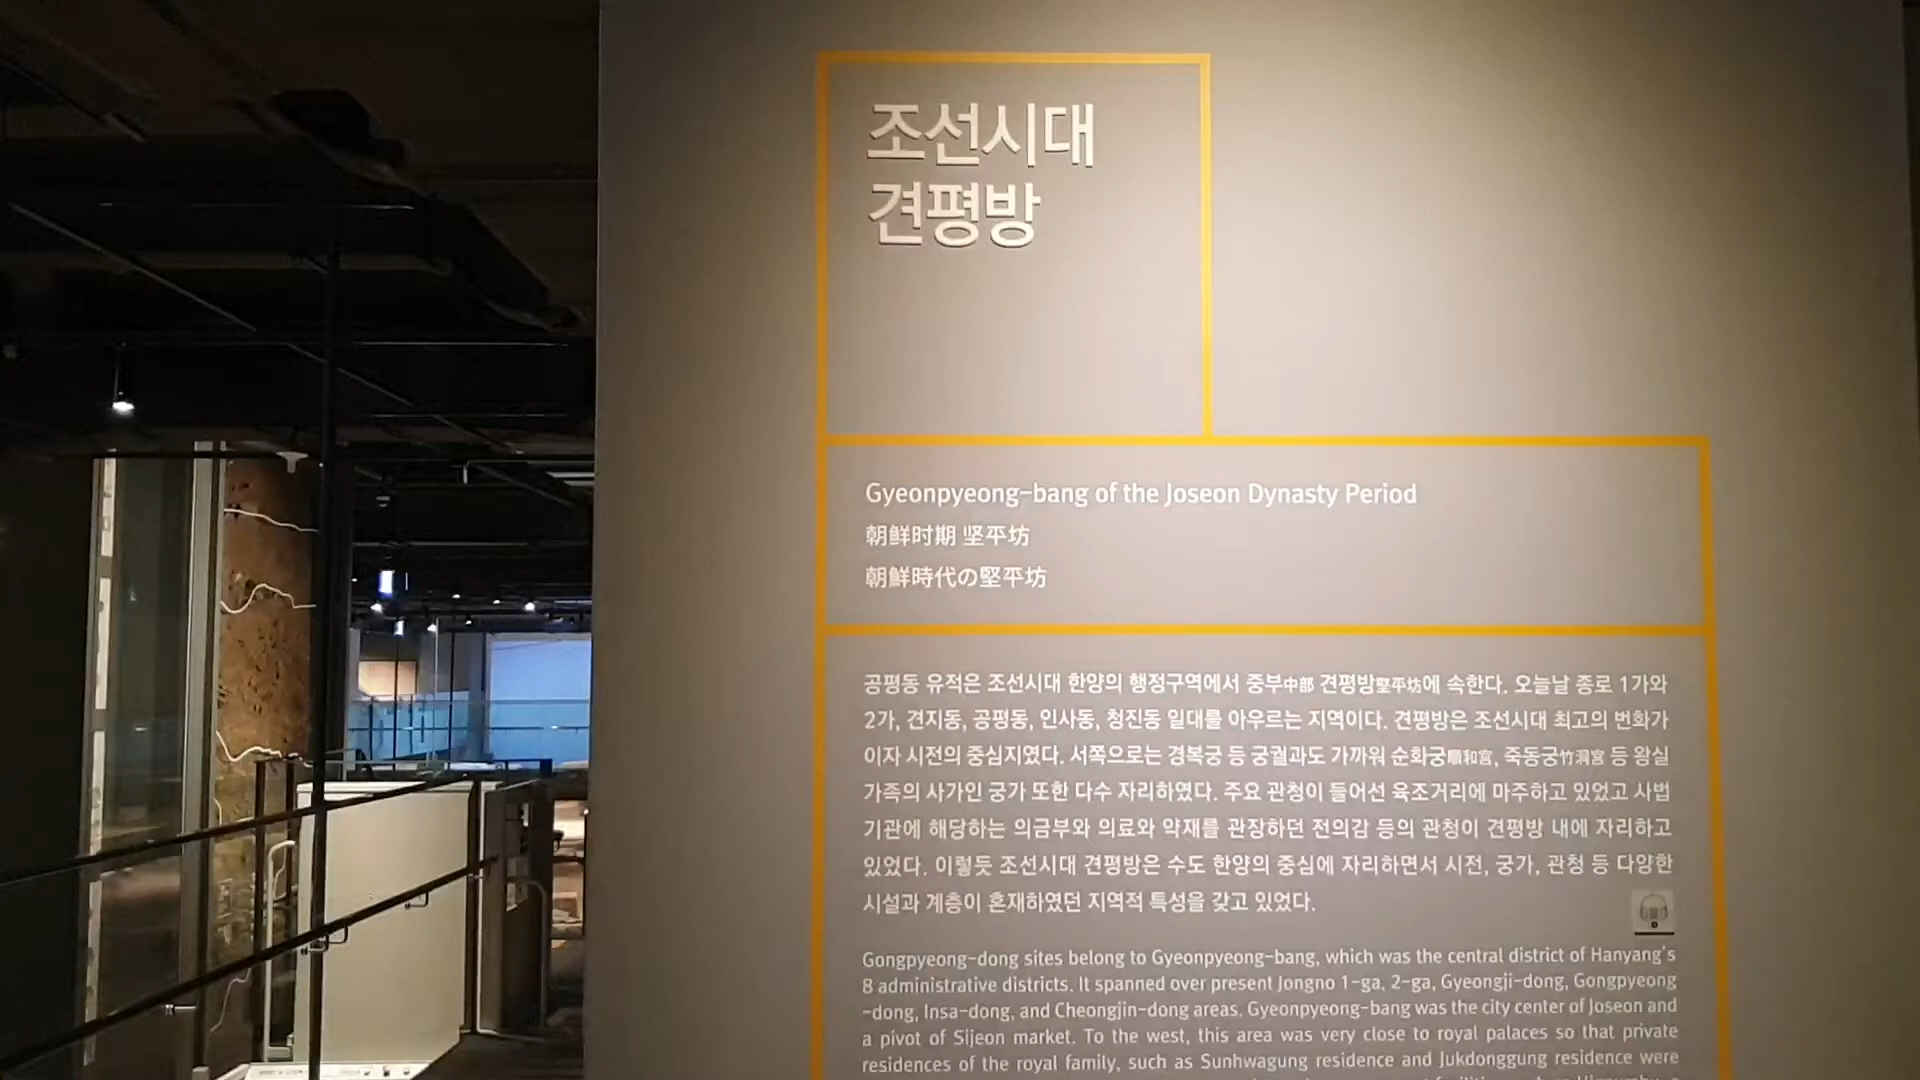 조선시대
견평방
Gyeonpyeong-bang of the Joseon Dynasty Period
朝鲜时期 坚平坊
朝鮮時代の堅平坊
공평동 유적은 조선시대 한양의 행정구역에서 중부中部 견평방堅平坊에 속한다. 오늘날 종로 1가와
2가, 견지동, 공평동, 인사동, 청진동 일대를 아우르는 지역이다. 견평방은 조선시대 최고의 번화가
이자 시전의 중심지였다. 서쪽으로는 경복궁 등 궁궐과도 가까워 순화궁順和宮, 죽동궁竹洞宮 등 왕실
가족의 사가인 궁가 또한 다수 자리하였다. 주요 관청이 들어선 육조거리에 마주하고 있었고 사법
기관에 해당하는 의금부와 의료와 약재를 관장하던 전의감 등의 관청이 견평방 내에 자리하고
있었다. 이렇듯 조선시대 견평방은 수도 한양의 중심에 자리하면서 시전, 궁가, 관청 등 다양한
시설과 계층이 혼재하였던 지역적 특성을 갖고 있었다.
Gongpyeong-dong sites belong to Gyeonpyeong-bang, which was the central district of Hanyang's
8 administrative districts. It spanned over present Jongno 1-ga, 2-ga, Gyeongji-dong, Gongpyeong
-dong, Insa-dong, and Cheongjin-dong areas. Gyeonpyeong-bang was the city center of Joseon and
a pivot of Sijeon market. To the west, this area was very close to royal palaces so that private
residences of the royal family, such as Sunhwagung residence and Jukdonggung residence were